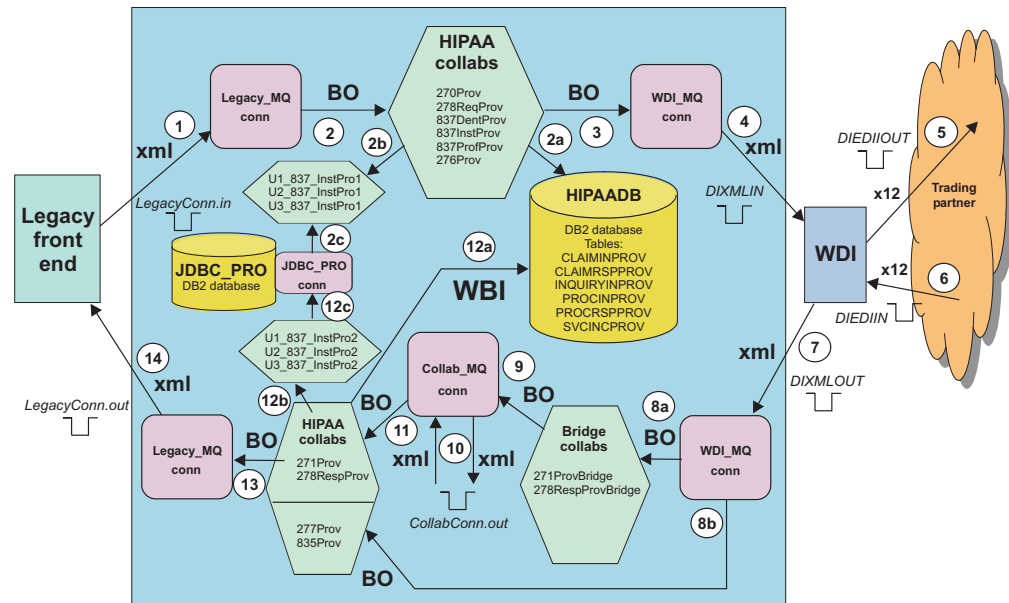 HIPAA
collabs
270Prov
278ReqProv
837DentProv
837InstProv
837ProfProv
276Prov
Legacy_MQ
conn
BO
2
BO
3
WDI_MQ
conn
1
xml
2b
2a
4
xml
DIEDIIOUT
5
x12
Trading
partner
U1_837_InstPro1
U2_837_InstPro1
U3_837_InstPro1
LegacyConn.in
DIXMLIN
Legacy
front
end
HIPAADB
DB2 database
Tables:
CLAIMINPROV
CLAIMRSPPROV
INQUIRYINPROV
PROCINPROV
PROCRSPPROV
SVCINCPROV
WDI
x12
6
DIEDIIN
2c
JDBC_PRO
DB2 database
JDBC_PRO
conn
12a
WBI
12c
U1_837_InstPro2
U2_837_InstPro2
U3_837_InstPro2
7
xml
DIXMLOUT
14
xml
LegacyConn.out
12b
Collab_MQ
conn
9
BO
BO
11
xml
10
xml
CollabConn.out
8a
BO
Bridge
collabs
271ProvBridge
278RespProvBridge
WDI_MQ
conn
8b
Legacy_MQ
conn
BO
13
HIPAA
collabs
271Prov
278RespProv
277Prov
835Prov
BO